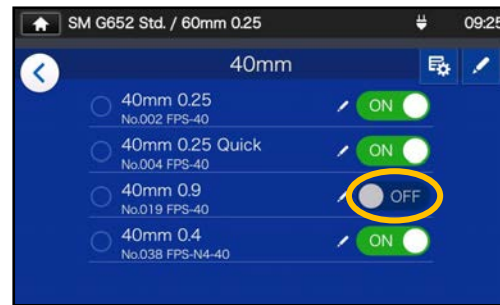 SM G652 Std. / 60mm 0.25 09:25
40mm
40mm 0.25
No.002 FPS-40 ON
40mm 0.25 Quick
No.004 FPS-40 ON
40mm 0.9
No.019 FPS-40 OFF
40mm 0.4
No.038 FPS-N4-40 ON